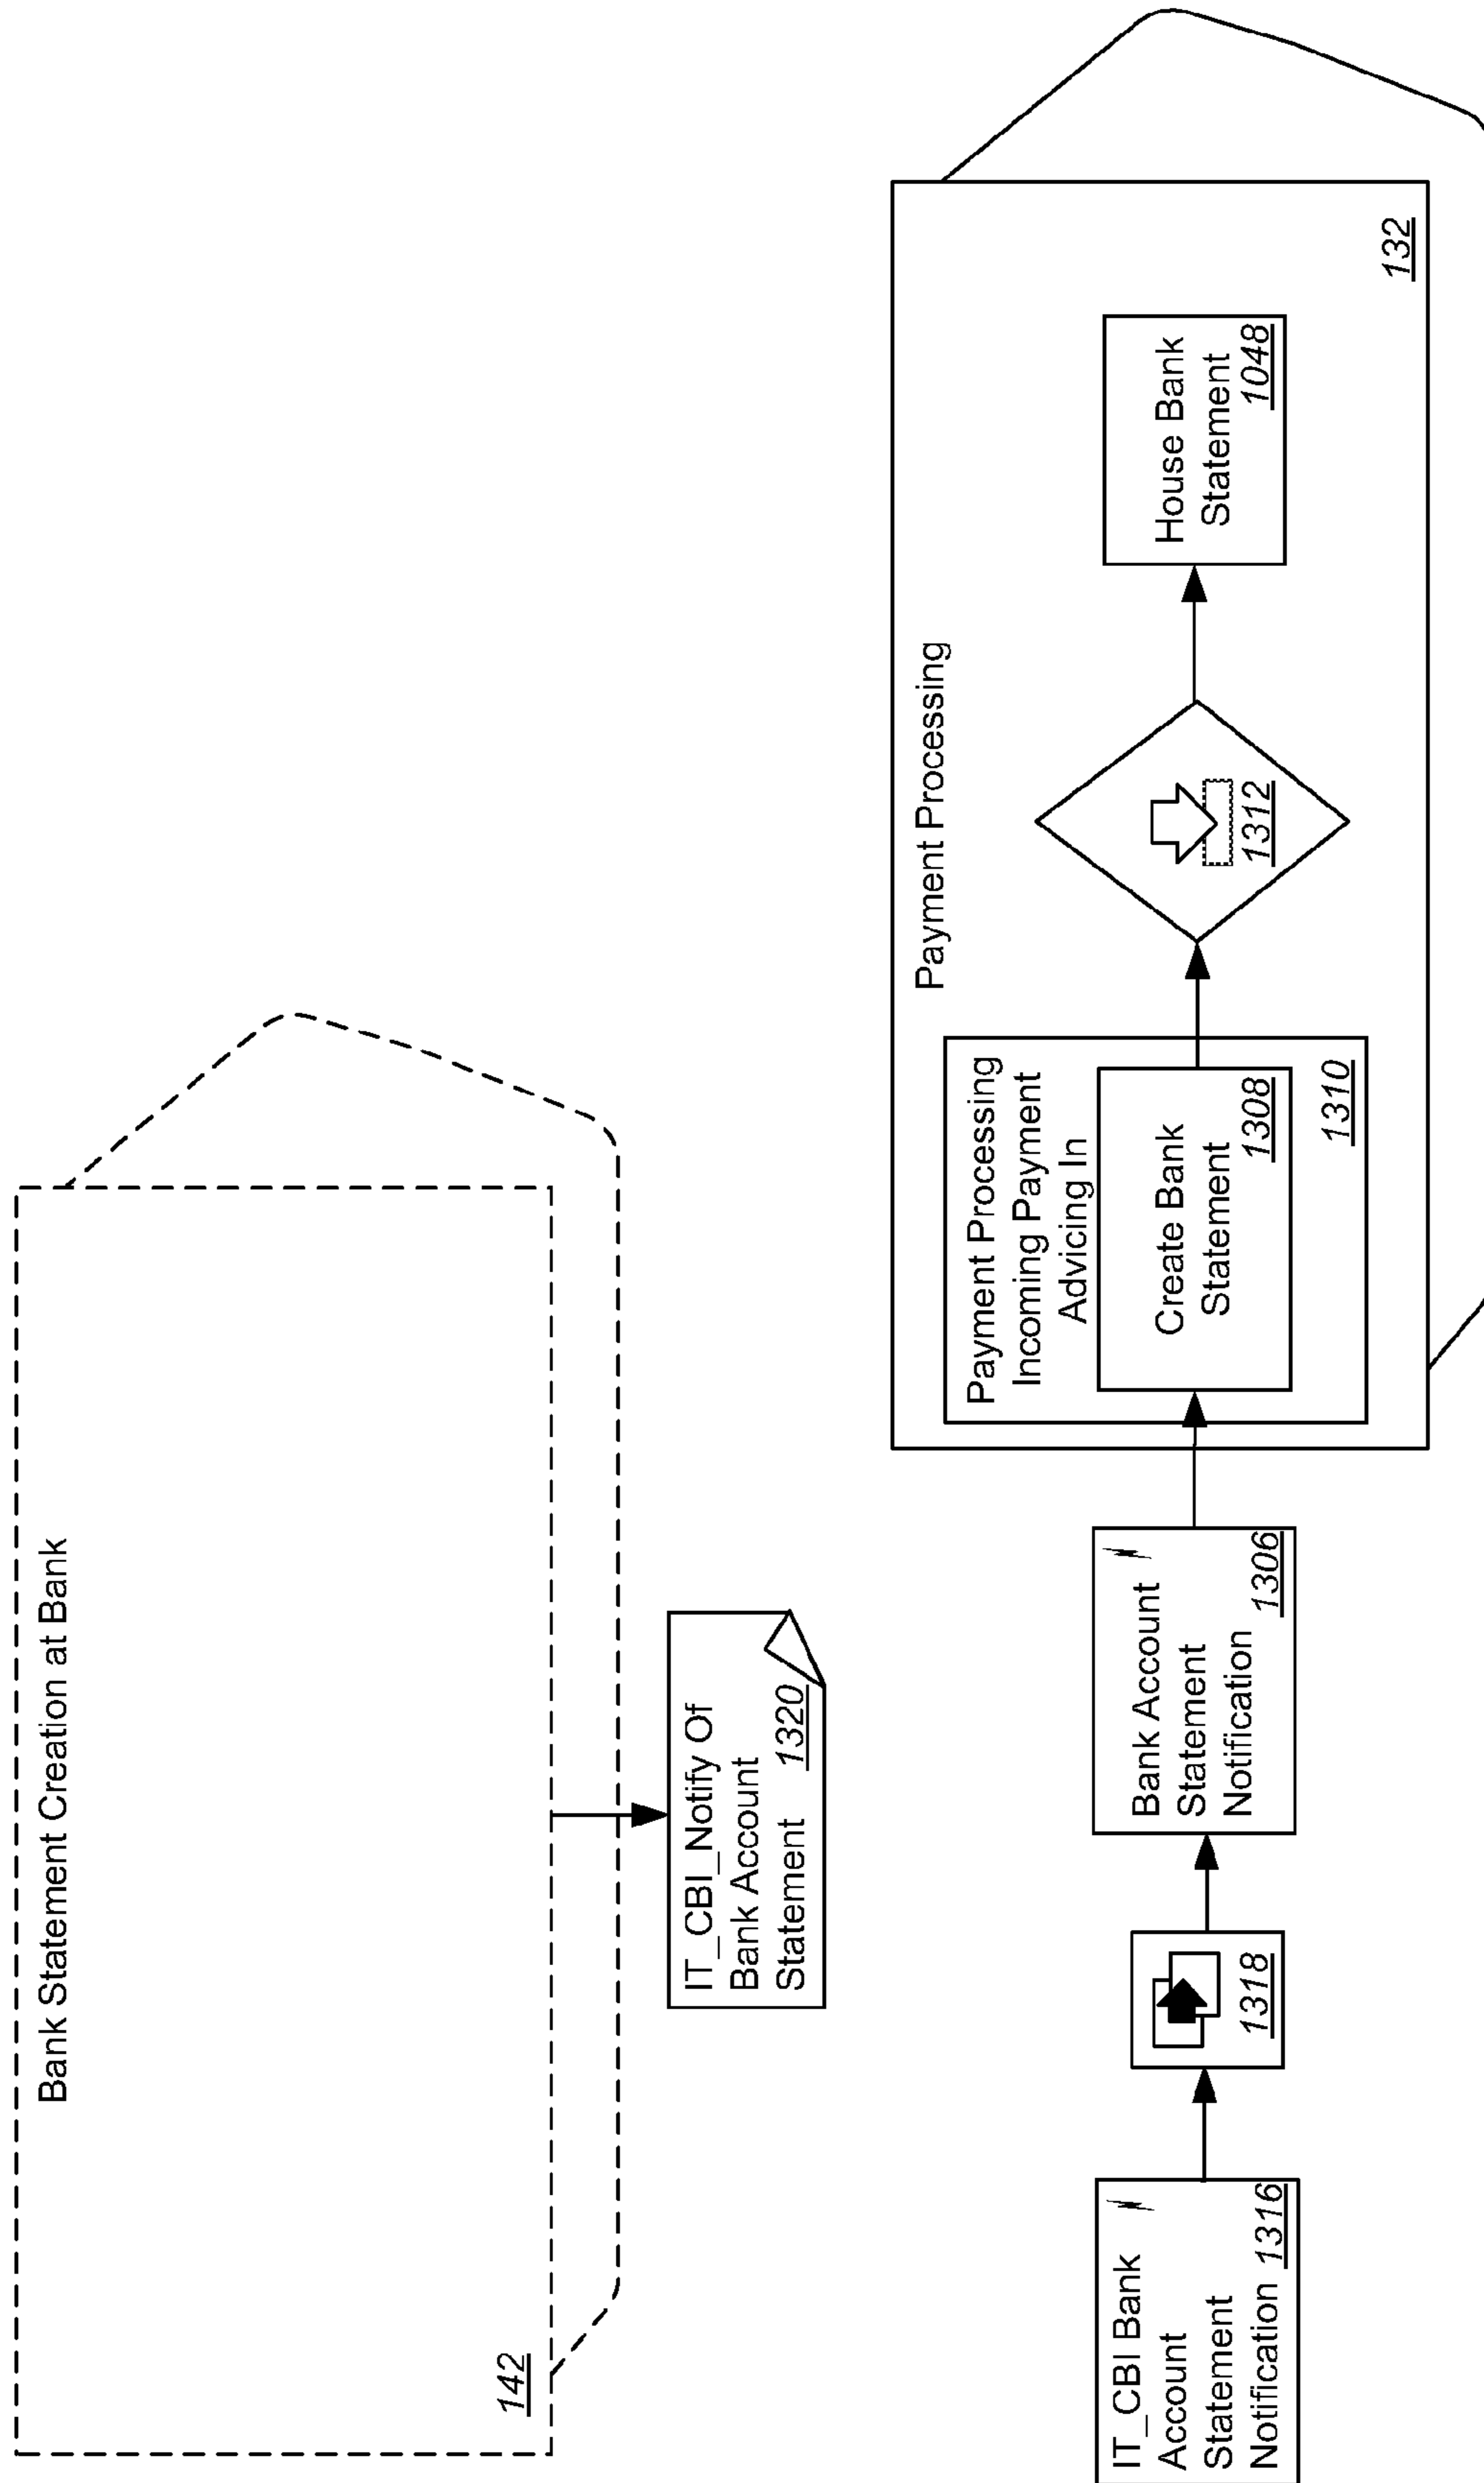 Bank Statement Creation at Bank
142
IT_CBI_Notify Of
Bank Account
Statement 1320
IT_CBI Bank
Account
Statement
Notification 1316
1318
Bank Account
Statement
Notification
1306
Payment Processing
Payment Processing
Incoming Payment
Advicing In
Create Bank
Statement
1308
1310
1312
House Bank
Statement
1048
132